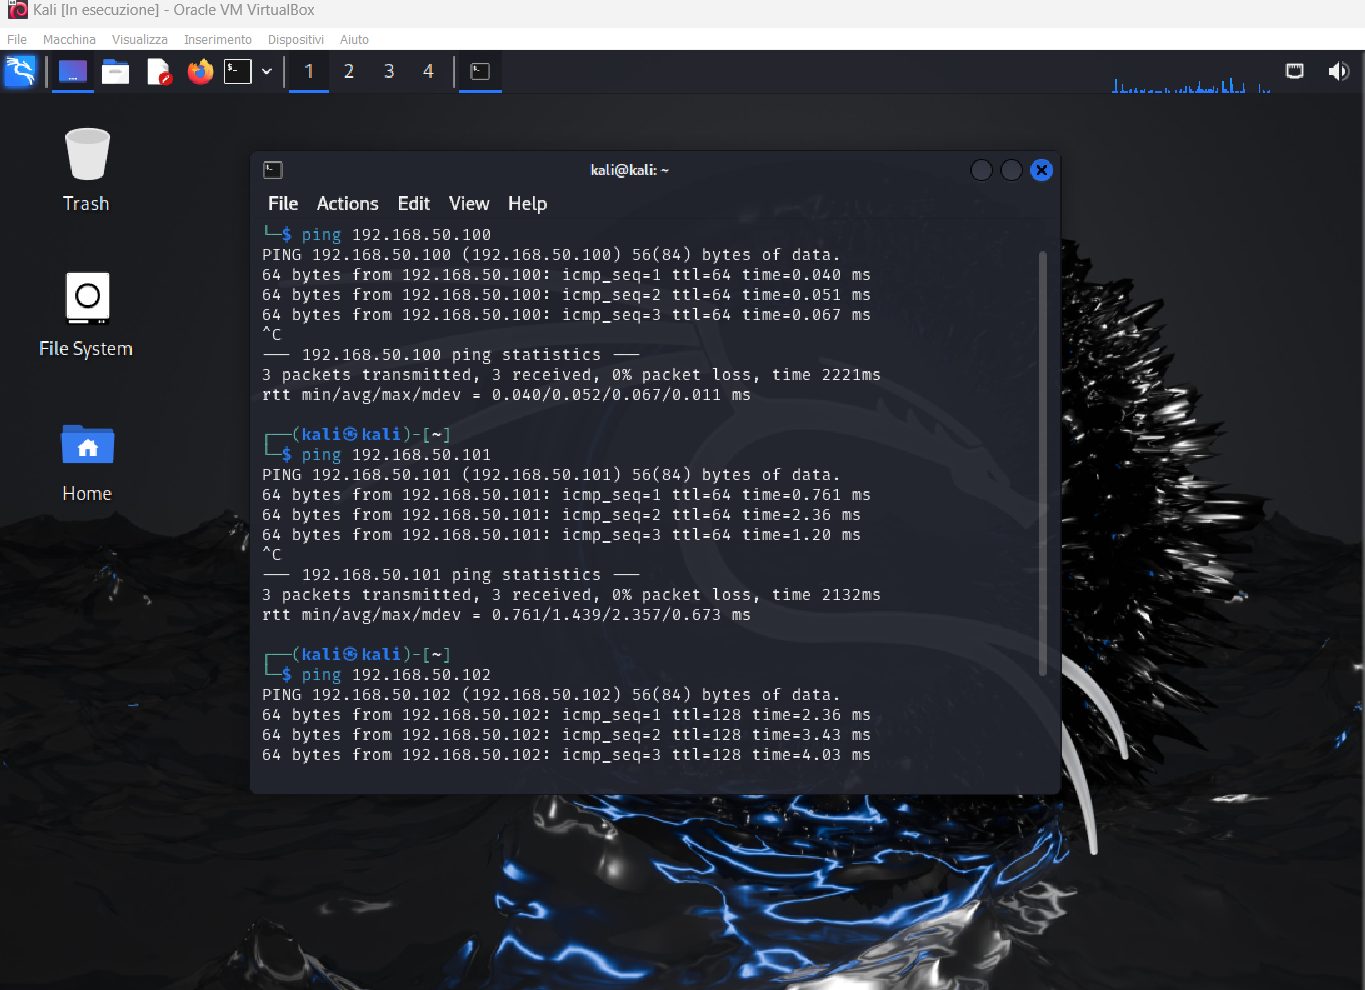 Kali [In esecuzione] - Oracle VM VirtualBox
File Macchina Visualizza Inserimento Dispositivi Aiuto
1 2 3 4
Trash
File System
Home
kali@kali: ~
File Actions Edit View Help
└─$ ping 192.168.50.100
PING 192.168.50.100 (192.168.50.100) 56(84) bytes of data.
64 bytes from 192.168.50.100: icmp_seq=1 ttl=64 time=0.040 ms
64 bytes from 192.168.50.100: icmp_seq=2 ttl=64 time=0.051 ms
64 bytes from 192.168.50.100: icmp_seq=3 ttl=64 time=0.067 ms
^C
--- 192.168.50.100 ping statistics ---
3 packets transmitted, 3 received, 0% packet loss, time 2221ms
rtt min/avg/max/mdev = 0.040/0.052/0.067/0.011 ms
┌──(kali㉿kali)-[~]
└─$ ping 192.168.50.101
PING 192.168.50.101 (192.168.50.101) 56(84) bytes of data.
64 bytes from 192.168.50.101: icmp_seq=1 ttl=64 time=0.761 ms
64 bytes from 192.168.50.101: icmp_seq=2 ttl=64 time=2.36 ms
64 bytes from 192.168.50.101: icmp_seq=3 ttl=64 time=1.20 ms
^C
--- 192.168.50.101 ping statistics ---
3 packets transmitted, 3 received, 0% packet loss, time 2132ms
rtt min/avg/max/mdev = 0.761/1.439/2.357/0.673 ms
┌──(kali㉿kali)-[~]
└─$ ping 192.168.50.102
PING 192.168.50.102 (192.168.50.102) 56(84) bytes of data.
64 bytes from 192.168.50.102: icmp_seq=1 ttl=128 time=2.36 ms
64 bytes from 192.168.50.102: icmp_seq=2 ttl=128 time=3.43 ms
64 bytes from 192.168.50.102: icmp_seq=3 ttl=128 time=4.03 ms